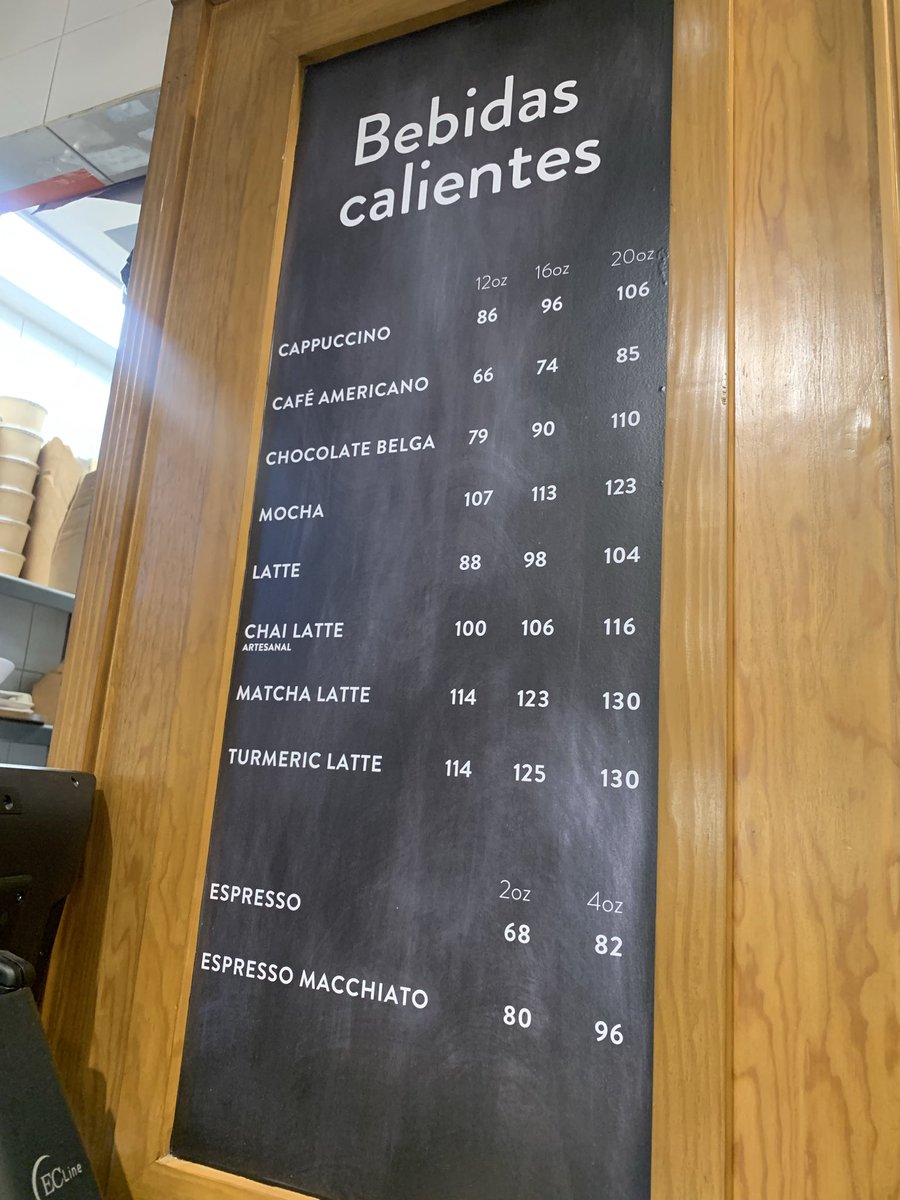 Bebidas
calientes
12oz 16oz 20oz
CAPPUCCINO 86 96 106
CAFÉ AMERICANO 66 74 85
CHOCOLATE BELGA 79 90 110
MOCHA 107 113 123
LATTE 88 98 104
CHAI LATTE 100 106 116
ARTESANAL
MATCHA LATTE 114 123 130
TURMERIC LATTE 114 125 130
2oz 4oz
ESPRESSO 68 82
ESPRESSO MACCHIATO 80 96
ECLine